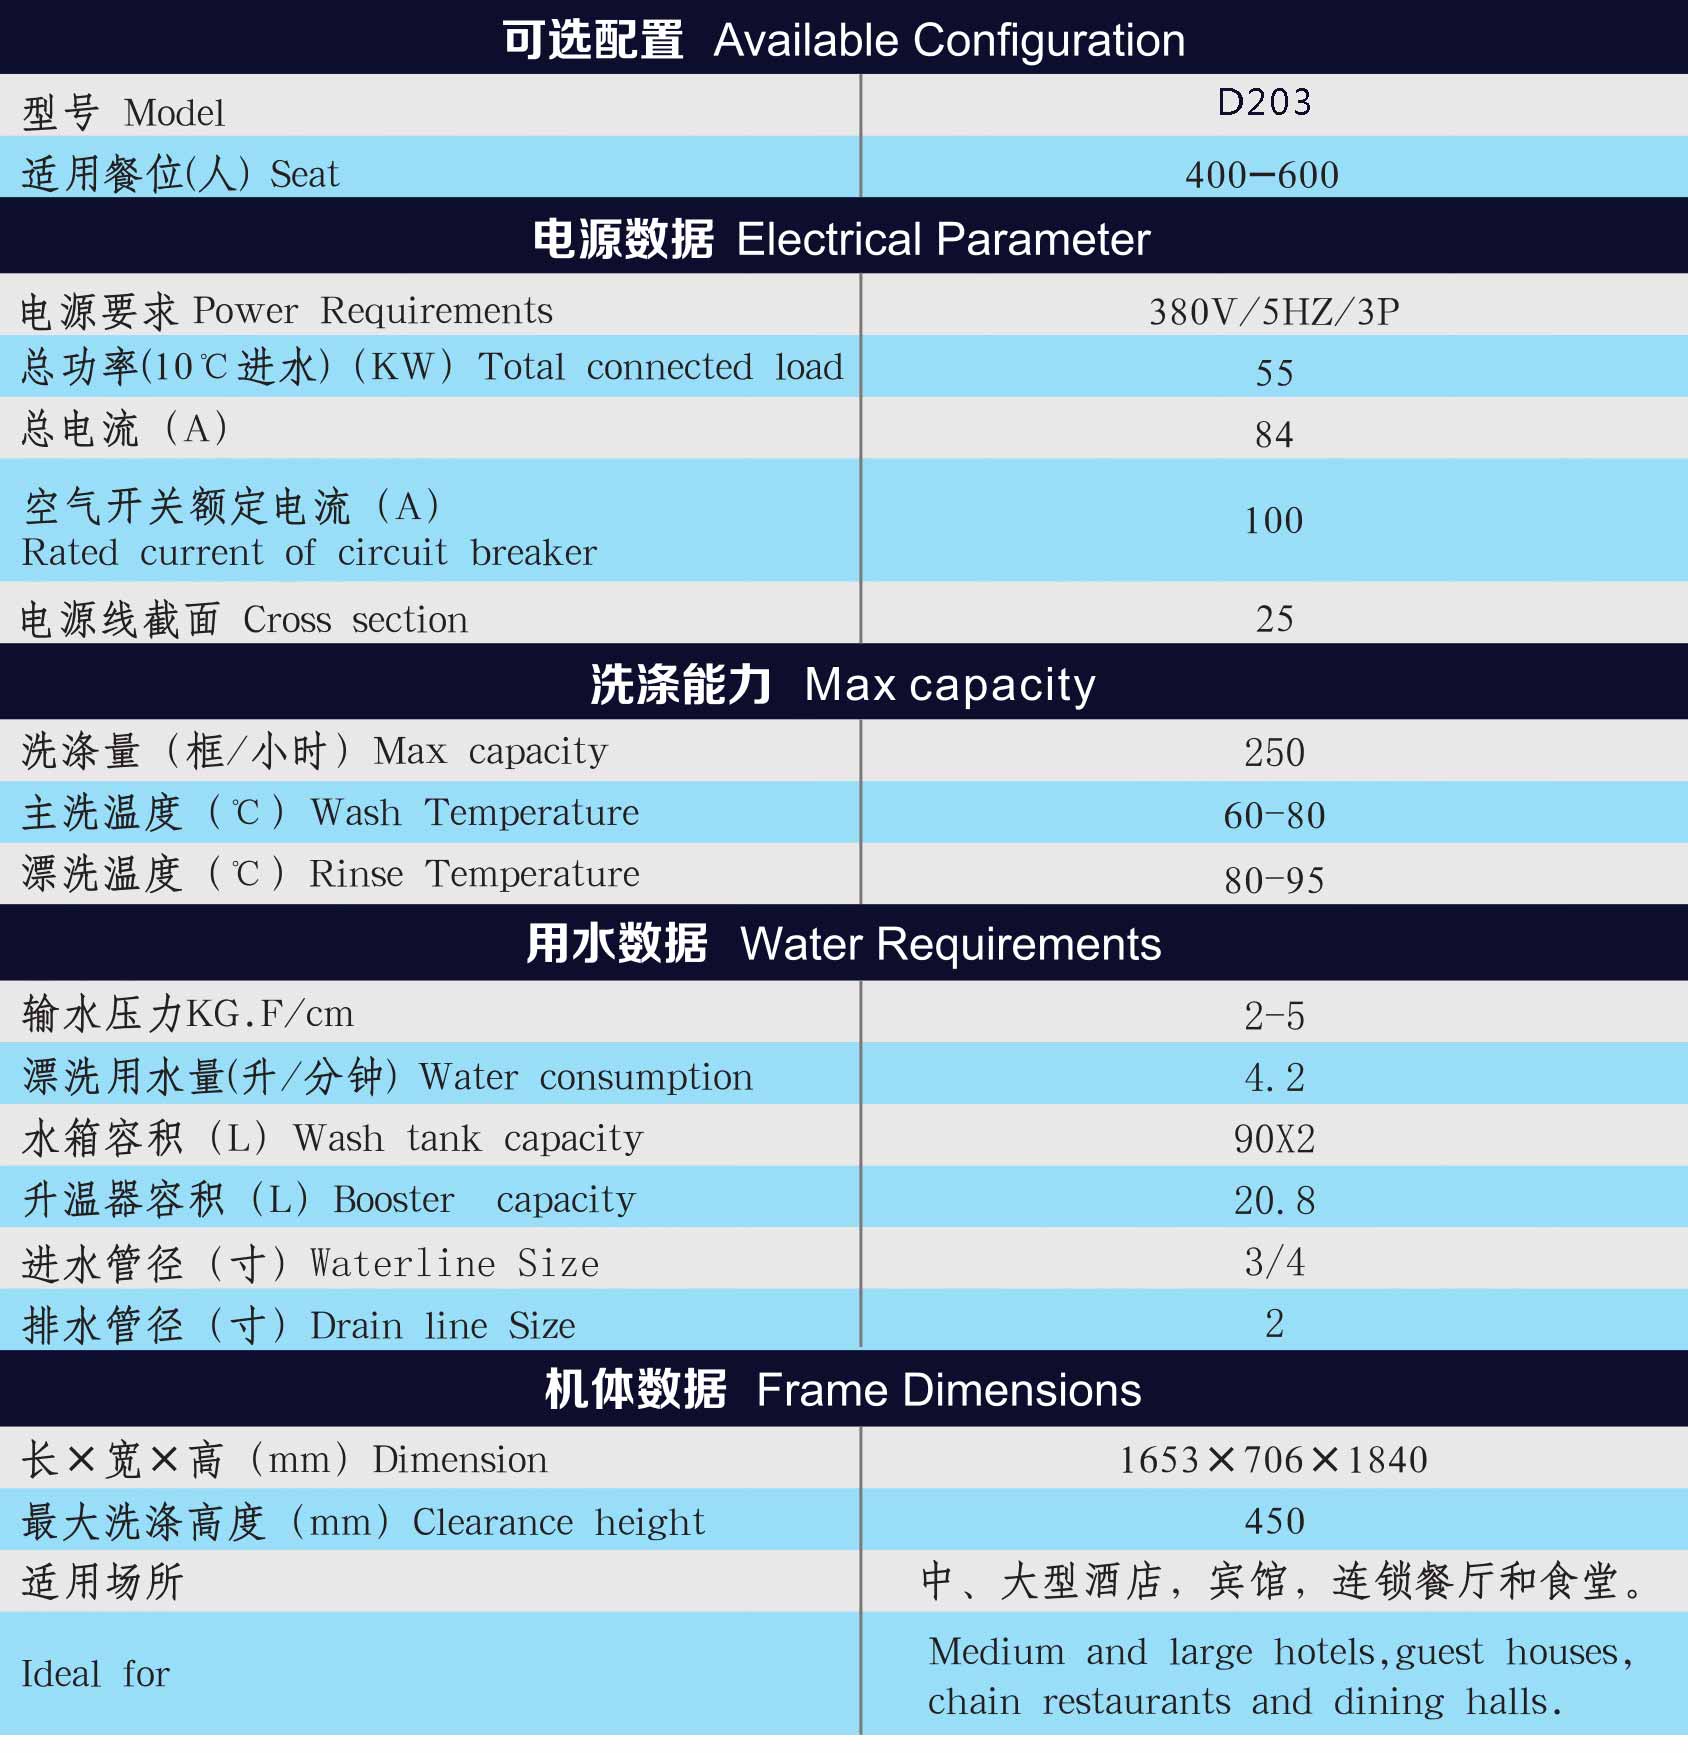 可选配置 Available Configuration
型号 Model
D203
适用餐位(人) Seat
400-600
电源数据 Electrical Parameter
电源要求 Power Requirements
380V/5HZ/3P
总功率(10℃进水)（KW）Total connected load
55
总电流（A）
84
空气开关额定电流（A）
Rated current of circuit breaker
100
电源线截面 Cross section
25
洗涤能力 Max capacity
洗涤量（框/小时）Max capacity
250
主洗温度（℃）Wash Temperature
60-80
漂洗温度（℃）Rinse Temperature
80-95
用水数据 Water Requirements
输水压力KG.F/cm
2-5
漂洗用水量(升/分钟) Water consumption
4.2
水箱容积（L）Wash tank capacity
90X2
升温器容积（L）Booster capacity
20.8
进水管径（寸）Waterline Size
3/4
排水管径（寸）Drain line Size
2
机体数据 Frame Dimensions
长×宽×高（mm）Dimension
1653×706×1840
最大洗涤高度（mm）Clearance height
450
适用场所
中、大型酒店，宾馆，连锁餐厅和食堂。
Ideal for
Medium and large hotels,guest houses,
chain restaurants and dining halls.